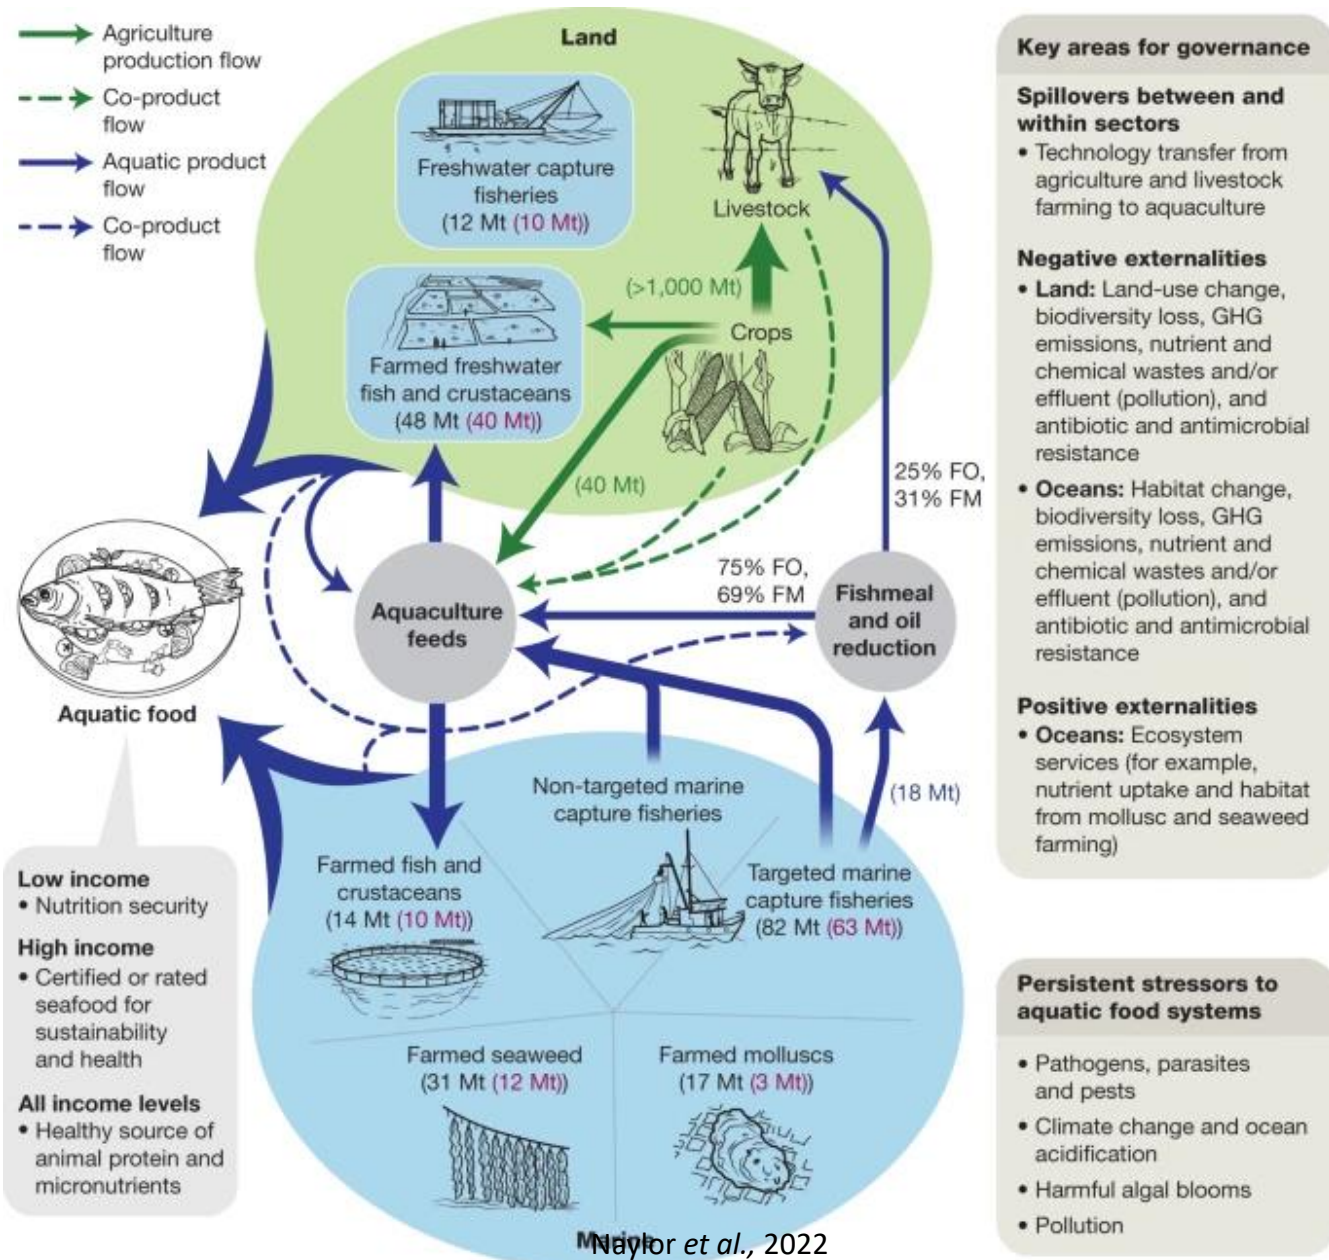 Agriculture
production flow
Co-product
flow
Aquatic product
flow
Co-product
flow
Land
Freshwater capture
fisheries
(12 Mt (10 Mt))
Livestock
(>1,000 Mt)
Crops
Farmed freshwater
fish and crustaceans
(48 Mt (40 Mt))
(40 Mt)
25% FO,
31% FM
75% FO,
69% FM
Aquaculture
feeds
Fishmeal
and oil
reduction
Aquatic food
(18 Mt)
Non-targeted marine
capture fisheries
Targeted marine
capture fisheries
(82 Mt (63 Mt))
Farmed fish and
crustaceans
(14 Mt (10 Mt))
Farmed seaweed
(31 Mt (12 Mt))
Farmed molluscs
(17 Mt (3 Mt))
Marine
Naylor et al., 2022
Low income
• Nutrition security
High income
• Certified or rated
seafood for
sustainability
and health
All income levels
• Healthy source of
animal protein and
micronutrients
Key areas for governance
Spillovers between and
within sectors
• Technology transfer from
agriculture and livestock
farming to aquaculture
Negative externalities
• Land: Land-use change,
biodiversity loss, GHG
emissions, nutrient and
chemical wastes and/or
effluent (pollution), and
antibiotic and antimicrobial
resistance
• Oceans: Habitat change,
biodiversity loss, GHG
emissions, nutrient and
chemical wastes and/or
effluent (pollution), and
antibiotic and antimicrobial
resistance
Positive externalities
• Oceans: Ecosystem
services (for example,
nutrient uptake and habitat
from mollusc and seaweed
farming)
Persistent stressors to
aquatic food systems
• Pathogens, parasites
and pests
• Climate change and ocean
acidification
• Harmful algal blooms
• Pollution